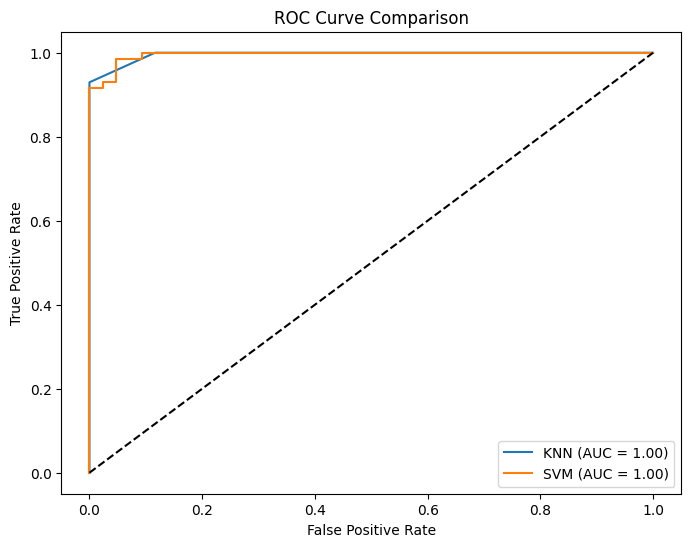 ROC Curve Comparison
1.0
0.8
0.6
0.4
0.2
0.0
True Positive Rate
KNN (AUC = 1.00)
SVM (AUC = 1.00)
0.0 0.2 0.4 0.6 0.8 1.0
False Positive Rate